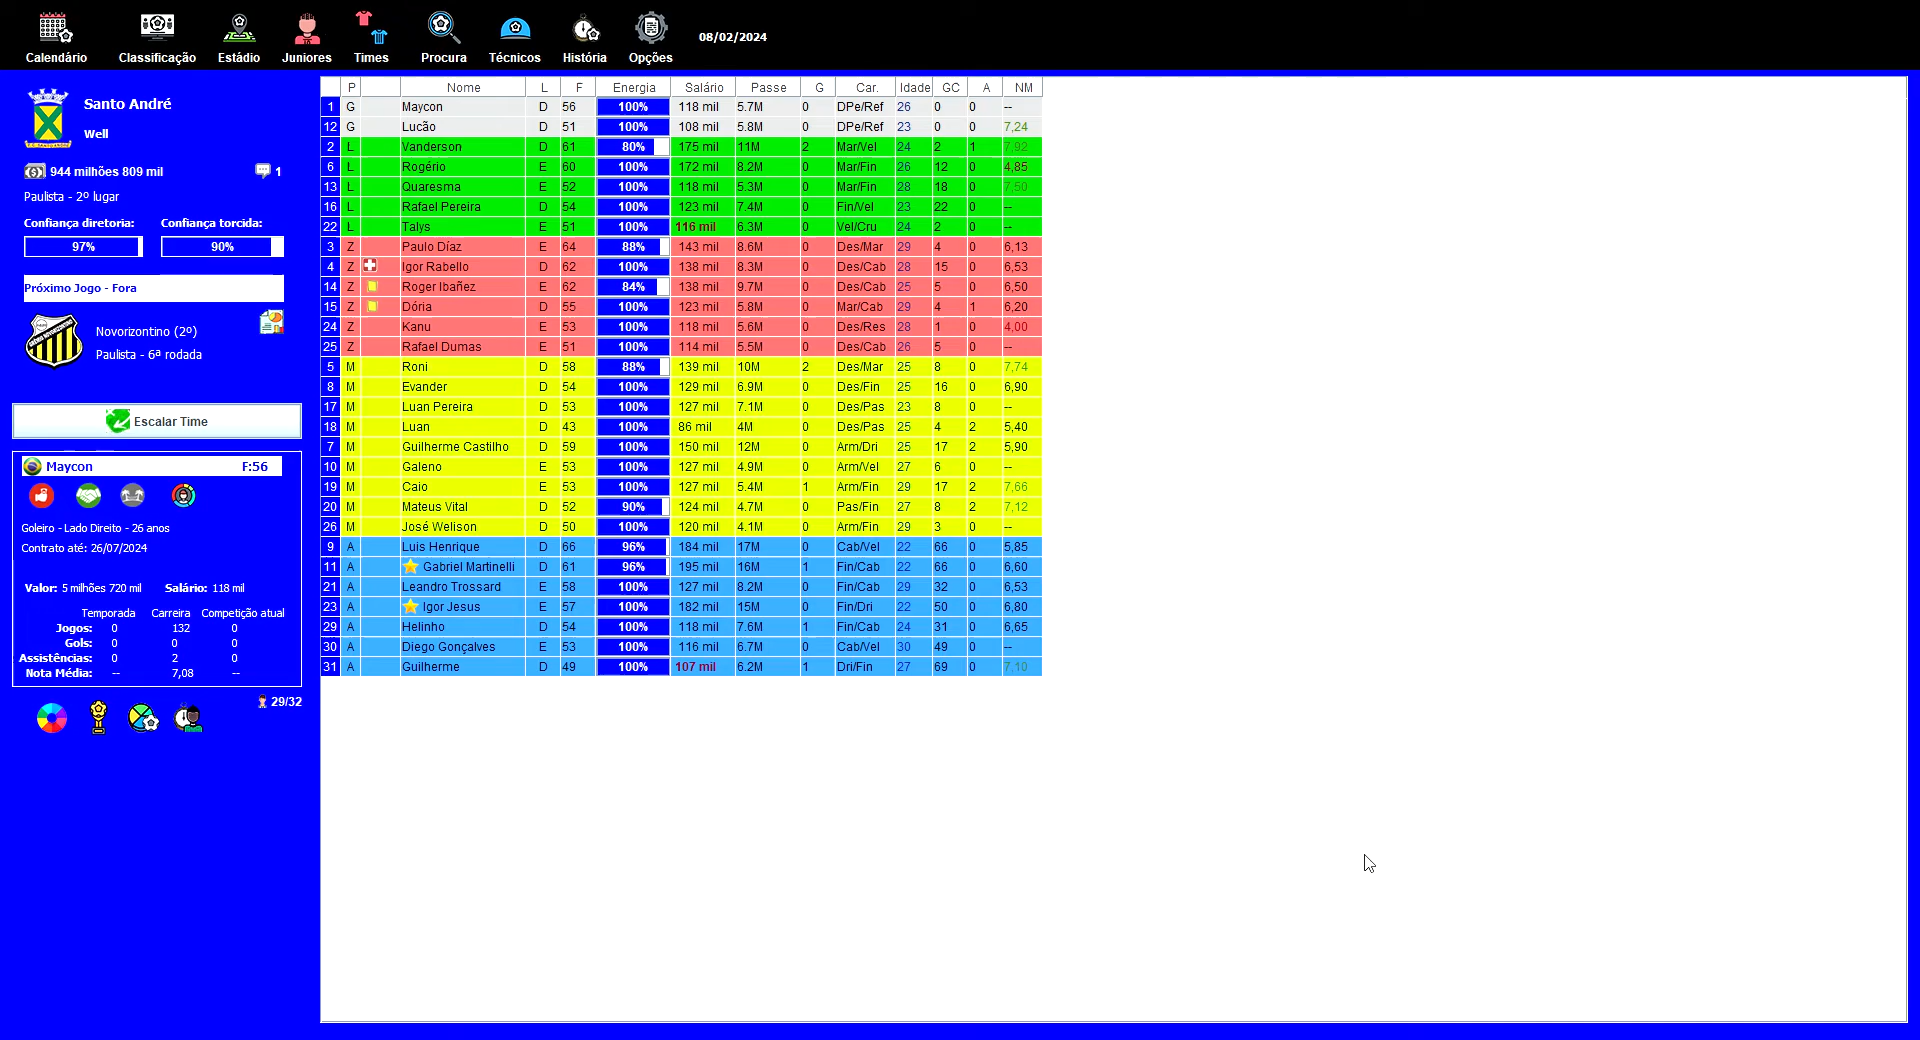 Calendário Classificação Estádio Juniores Times Procura Técnicos História Opções 08/02/2024
Santo André
Well
944 milhões 809 mil 1
Paulista - 2º lugar
Confiança diretoria: Confiança torcida:
97% 90%
Próximo Jogo - Fora
Novorizontino (2º)
Paulista - 6ª rodada
Escalar Time
Maycon F:56
Goleiro - Lado Direito - 26 anos
Contrato até: 26/07/2024
Valor: 5 milhões 720 mil Salário: 118 mil
Temporada Carreira Competição atual
Jogos: 0 132 0
Gols: 0 0 0
Assistências: 0 2 0
Nota Média: -- 7,08 --
29/32
P Nome L F Energia Salário Passe G Car. Idade GC A NM
1 G Maycon D 56 100% 118 mil 5.7M 0 DPe/Ref 26 0 0 --
12 G Lucão D 51 100% 108 mil 5.8M 0 DPe/Ref 23 0 0 7,24
2 L Vanderson D 61 80% 175 mil 11M 2 Mar/Vel 24 2 1 7,92
6 L Rogério E 60 100% 172 mil 8.2M 0 Mar/Fin 26 12 0 4,85
13 L Quaresma E 52 100% 118 mil 5.3M 0 Mar/Fin 28 18 0 7,50
16 L Rafael Pereira D 54 100% 123 mil 7.4M 0 Fin/Vel 23 22 0 --
22 L Talys E 51 100% 116 mil 6.3M 0 Vel/Cru 24 2 0 --
3 Z Paulo Díaz E 64 88% 143 mil 8.6M 0 Des/Mar 29 4 0 6,13
4 Z Igor Rabello D 62 100% 138 mil 8.3M 0 Des/Cab 28 15 0 6,53
14 Z Roger Ibañez E 62 84% 138 mil 9.7M 0 Des/Cab 25 5 0 6,50
15 Z Dória D 55 100% 123 mil 5.8M 0 Mar/Cab 29 4 1 6,20
24 Z Kanu E 53 100% 118 mil 5.6M 0 Des/Res 28 1 0 4,00
25 Z Rafael Dumas E 51 100% 114 mil 5.5M 0 Des/Cab 26 5 0 --
5 M Roni D 58 88% 139 mil 10M 2 Des/Mar 25 8 0 7,74
8 M Evander D 54 100% 129 mil 6.9M 0 Des/Fin 25 16 0 6,90
17 M Luan Pereira D 53 100% 127 mil 7.1M 0 Des/Pas 23 8 0 --
18 M Luan D 43 100% 86 mil 4M 0 Des/Pas 25 4 2 5,40
7 M Guilherme Castilho D 59 100% 150 mil 12M 0 Arm/Dri 25 17 2 5,90
10 M Galeno E 53 100% 127 mil 4.9M 0 Arm/Vel 27 6 0 --
19 M Caio E 53 100% 127 mil 5.4M 1 Arm/Fin 29 17 2 7,66
20 M Mateus Vital D 52 90% 124 mil 4.7M 0 Pas/Fin 27 8 2 7,12
26 M José Welison D 50 100% 120 mil 4.1M 0 Arm/Fin 29 3 0 --
9 A Luis Henrique D 66 96% 184 mil 17M 0 Cab/Vel 22 66 0 5,85
11 A Gabriel Martinelli D 61 96% 195 mil 16M 1 Fin/Cab 22 66 0 6,60
21 A Leandro Trossard E 58 100% 127 mil 8.2M 0 Fin/Cab 29 32 0 6,53
23 A Igor Jesus E 57 100% 182 mil 15M 0 Fin/Dri 22 50 0 6,80
29 A Helinho D 54 100% 118 mil 7.6M 1 Fin/Cab 24 31 0 6,65
30 A Diego Gonçalves E 53 100% 116 mil 6.7M 0 Cab/Vel 30 49 0 --
31 A Guilherme D 49 100% 107 mil 6.2M 1 Dri/Fin 27 69 0 7,10